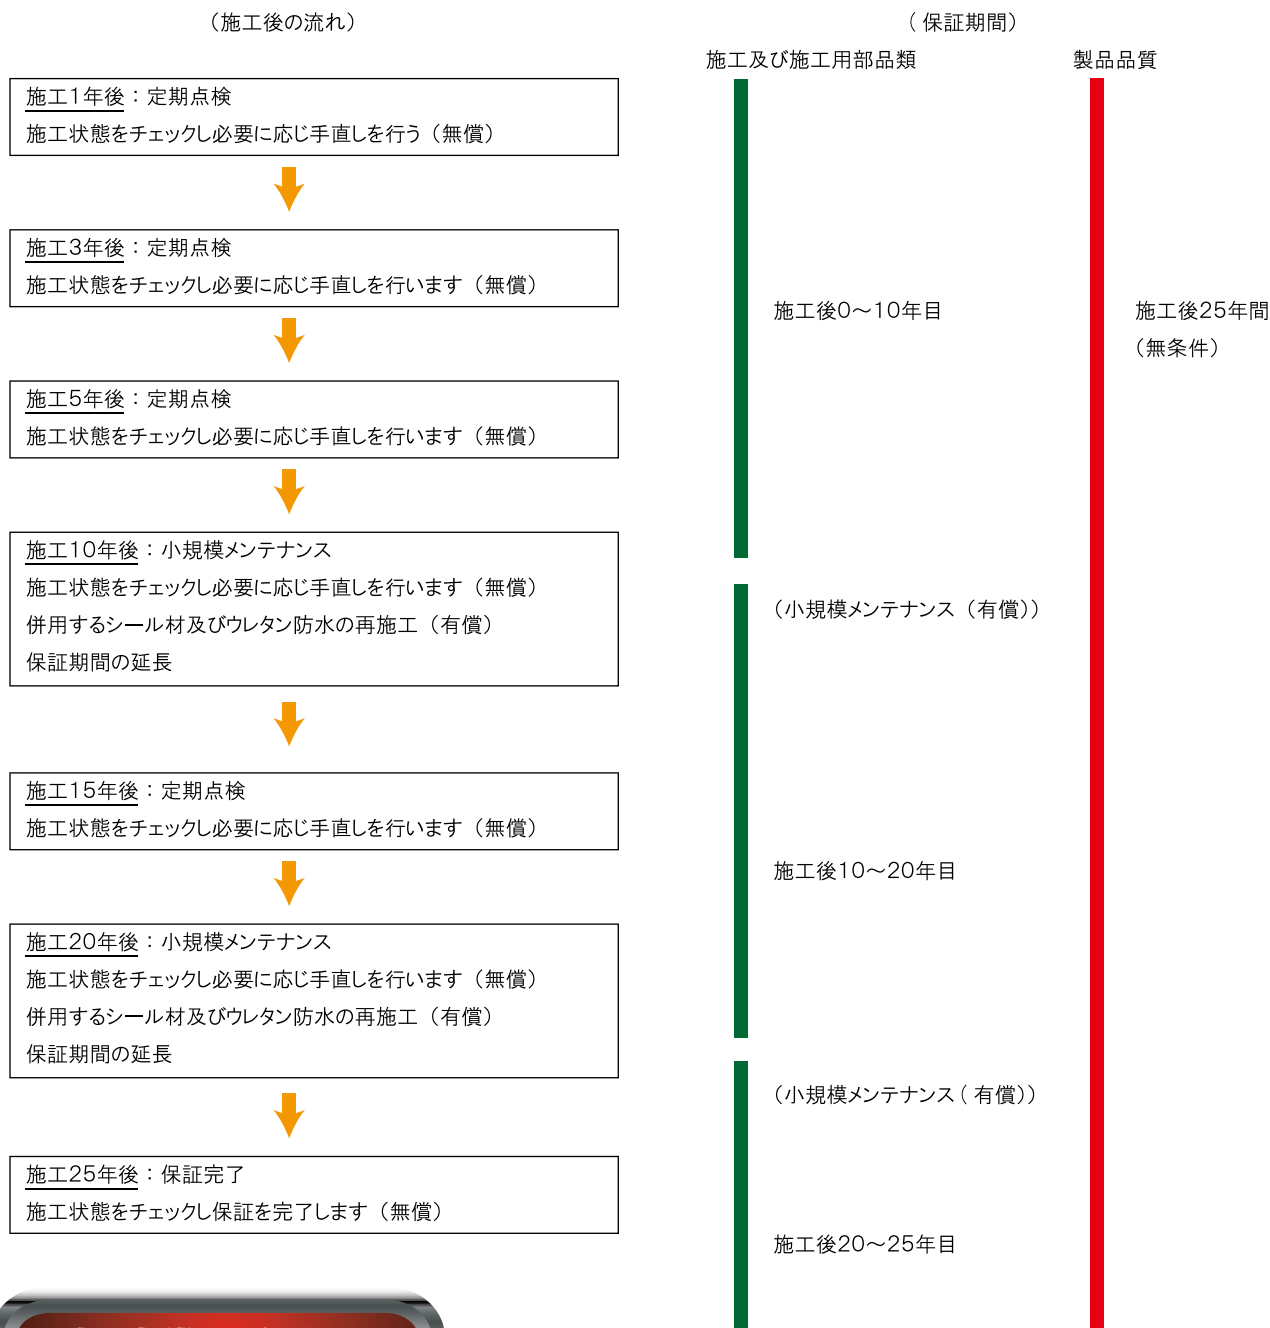 （施工後の流れ）
施工1年後：定期点検
施工状態をチェックし必要に応じ手直しを行う（無償）
施工3年後：定期点検
施工状態をチェックし必要に応じ手直しを行います（無償）
施工5年後：定期点検
施工状態をチェックし必要に応じ手直しを行います（無償）
施工10年後：小規模メンテナンス
施工状態をチェックし必要に応じ手直しを行います（無償）
併用するシール材及びウレタン防水の再施工（有償）
保証期間の延長
施工15年後：定期点検
施工状態をチェックし必要に応じ手直しを行います（無償）
施工20年後：小規模メンテナンス
施工状態をチェックし必要に応じ手直しを行います（無償）
併用するシール材及びウレタン防水の再施工（有償）
保証期間の延長
施工25年後：保証完了
施工状態をチェックし保証を完了します（無償）
（保証期間）
施工及び施工用部品類
施工後0～10年目
（小規模メンテナンス（有償））
施工後10～20年目
（小規模メンテナンス（有償））
施工後20～25年目
製品品質
施工後25年間
（無条件）